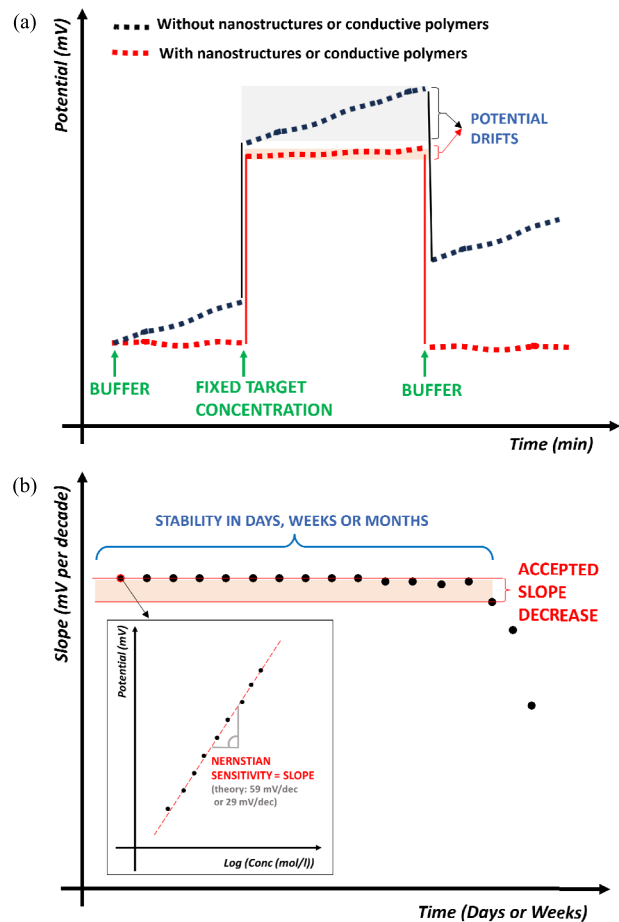 (a)
Without nanostructures or conductive polymers
With nanostructures or conductive polymers
Potential (mV)
POTENTIAL
DRIFTS
BUFFER
FIXED TARGET
CONCENTRATION
BUFFER
Time (min)
(b)
STABILITY IN DAYS, WEEKS OR MONTHS
Slope (mV per decade)
ACCEPTED
SLOPE
DECREASE
Potential (mV)
NERNSTIAN
SENSITIVITY = SLOPE
(theory: 59 mV/dec
or 29 mV/dec)
Log (Conc (mol/l))
Time (Days or Weeks)